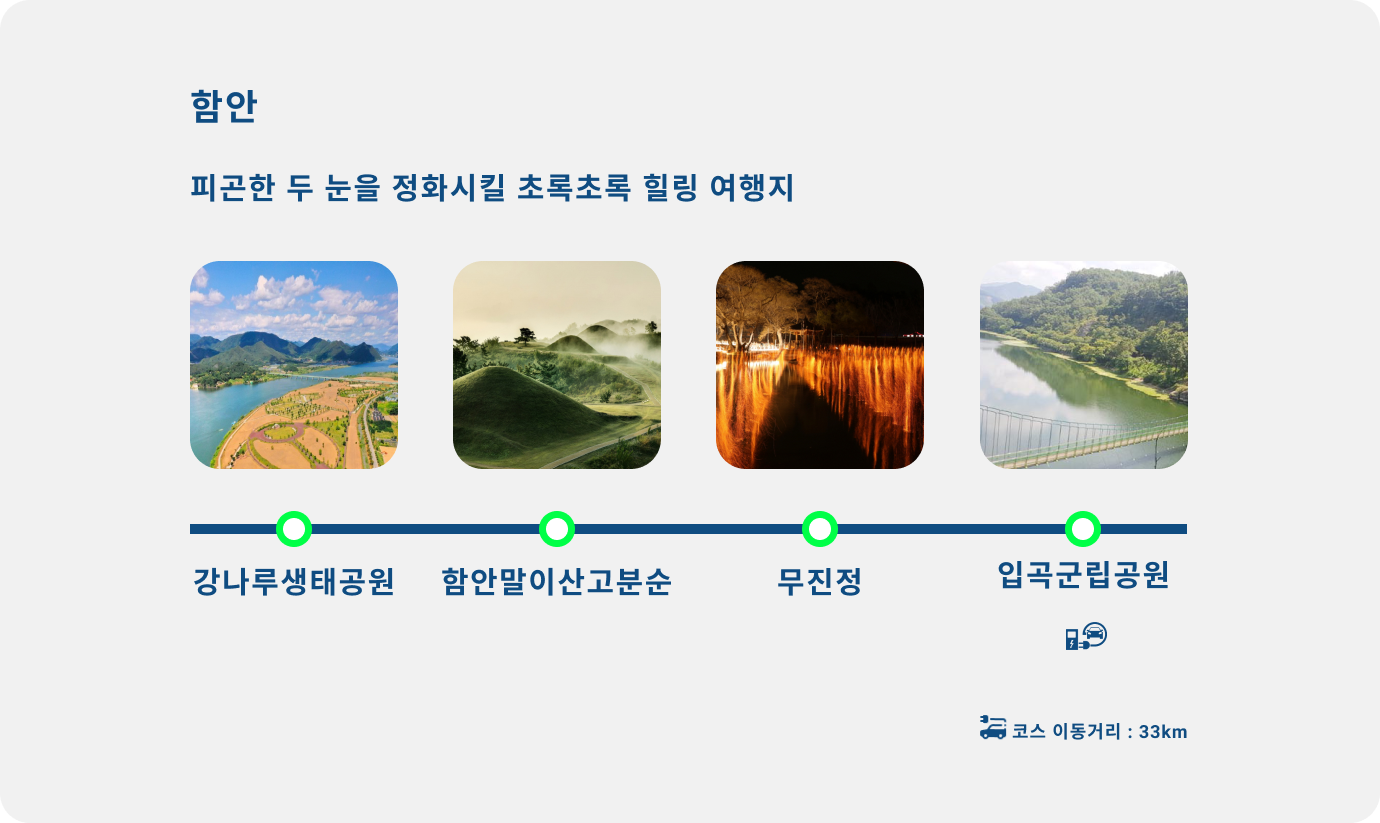 함안
피곤한 두 눈을 정화시킬 초록초록 힐링 여행지
강나루생태공원
함안말이산고분순
무진정
입곡군립공원
코스 이동거리 : 33km